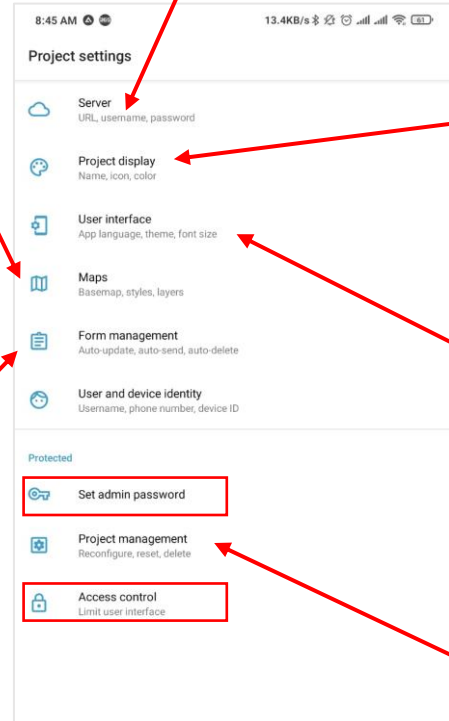 8:45 AM
13.4KB/s
61
Project settings
Server
URL, username, password
Project display
Name, icon, color
User interface
App language, theme, font size
Maps
Basemap, styles, layers
Form management
Auto-update, auto-send, auto-delete
User and device identity
Username, phone number, device ID
Protected
Set admin password
Project management
Reconfigure, reset, delete
Access control
Limit user interface